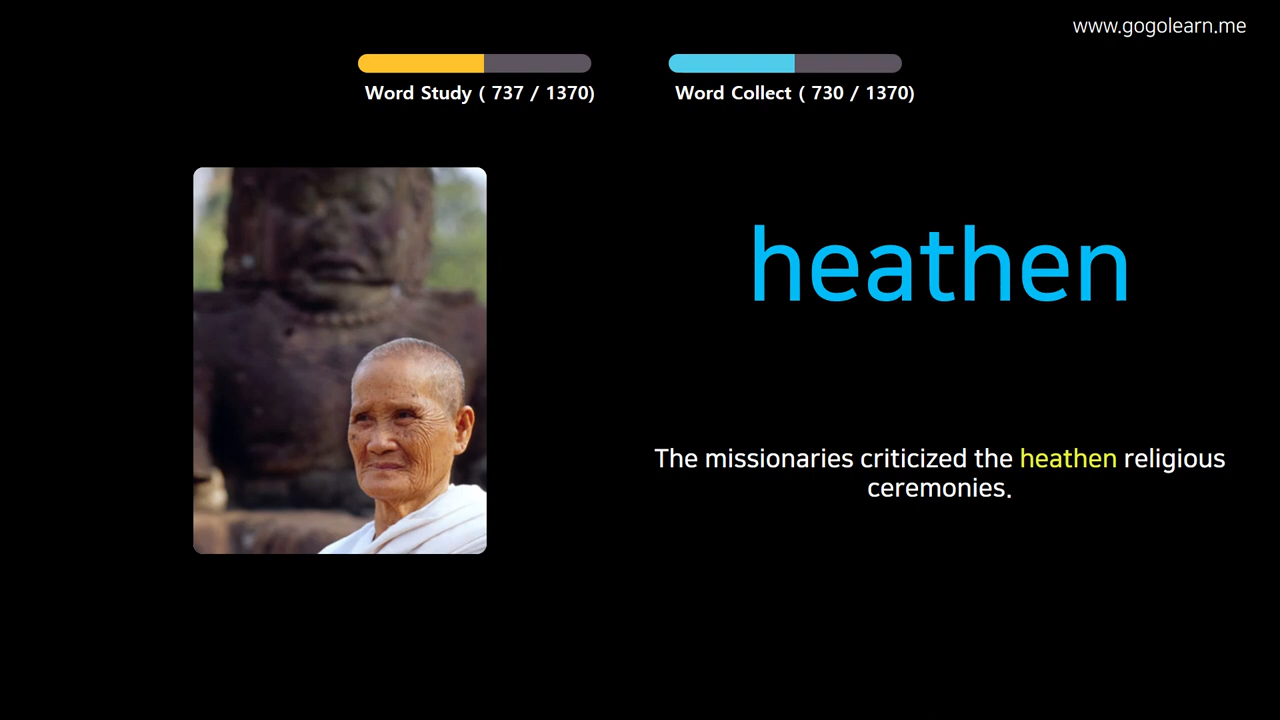 www.gogolearn.me
Word Study ( 737 / 1370)
Word Collect ( 730 / 1370)
heathen
The missionaries criticized the heathen religious
ceremonies.